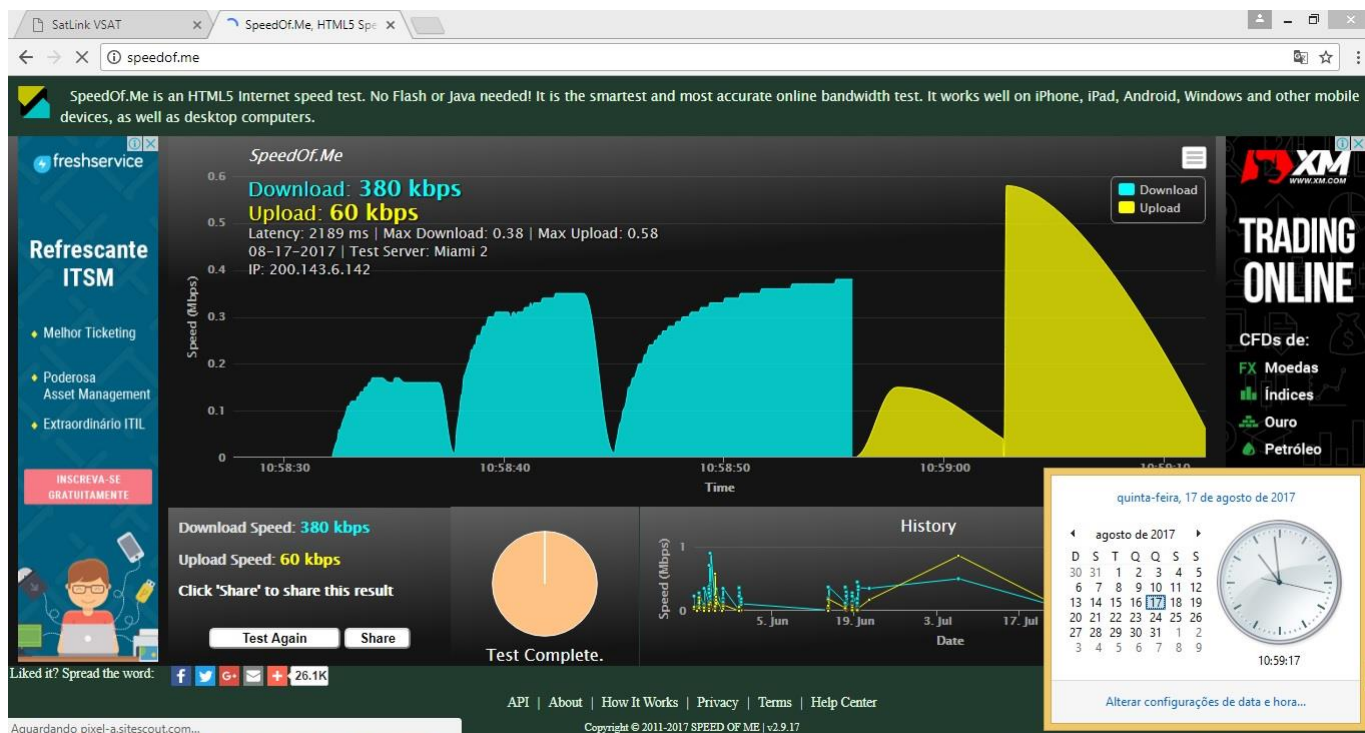 SatLink VSAT
SpeedOf.Me, HTML5 Spe
speedof.me
SpeedOf.Me is an HTML5 Internet speed test. No Flash or Java needed! It is the smartest and most accurate online bandwidth test. It works well on iPhone, iPad, Android, Windows and other mobile
devices, as well as desktop computers.
freshservice
Refrescante
ITSM
Melhor Ticketing
Poderosa
Asset Management
Extraordinário ITIL
INSCREVA-SE
GRATUITAMENTE
SpeedOf.Me
Download: 380 kbps
Upload: 60 kbps
Latency: 2189 ms | Max Download: 0.38 | Max Upload: 0.58
08-17-2017 | Test Server: Miami 2
IP: 200.143.6.142
Download
Upload
Speed (Mbps)
0.6
0.5
0.4
0.3
0.2
0.1
0
10:58:30 10:58:40 10:58:50 10:59:00 10:59:10
Time
XM
WWW.XM.COM
TRADING
ONLINE
CFDs de:
FX Moedas
Índices
Ouro
Petróleo
Download Speed: 380 kbps
Upload Speed: 60 kbps
Click 'Share' to share this result
Test Again Share
Test Complete.
History
Speed (Mbps)
1
0
5. Jun 19. Jun 3. Jul 17. Jul
Date
quinta-feira, 17 de agosto de 2017
agosto de 2017
D S T Q Q S S
30 31 1 2 3 4 5
6 7 8 9 10 11 12
13 14 15 16 17 18 19
20 21 22 23 24 25 26
27 28 29 30 31 1 2
3 4 5 6 7 8 9
10:59:17
Alterar configurações de data e hora...
Liked it? Spread the word:
26.1K
API | About | How It Works | Privacy | Terms | Help Center
Copyright © 2011-2017 SPEED OF ME | v2.9.17
Aguardando pixel-a.sitescout.com...